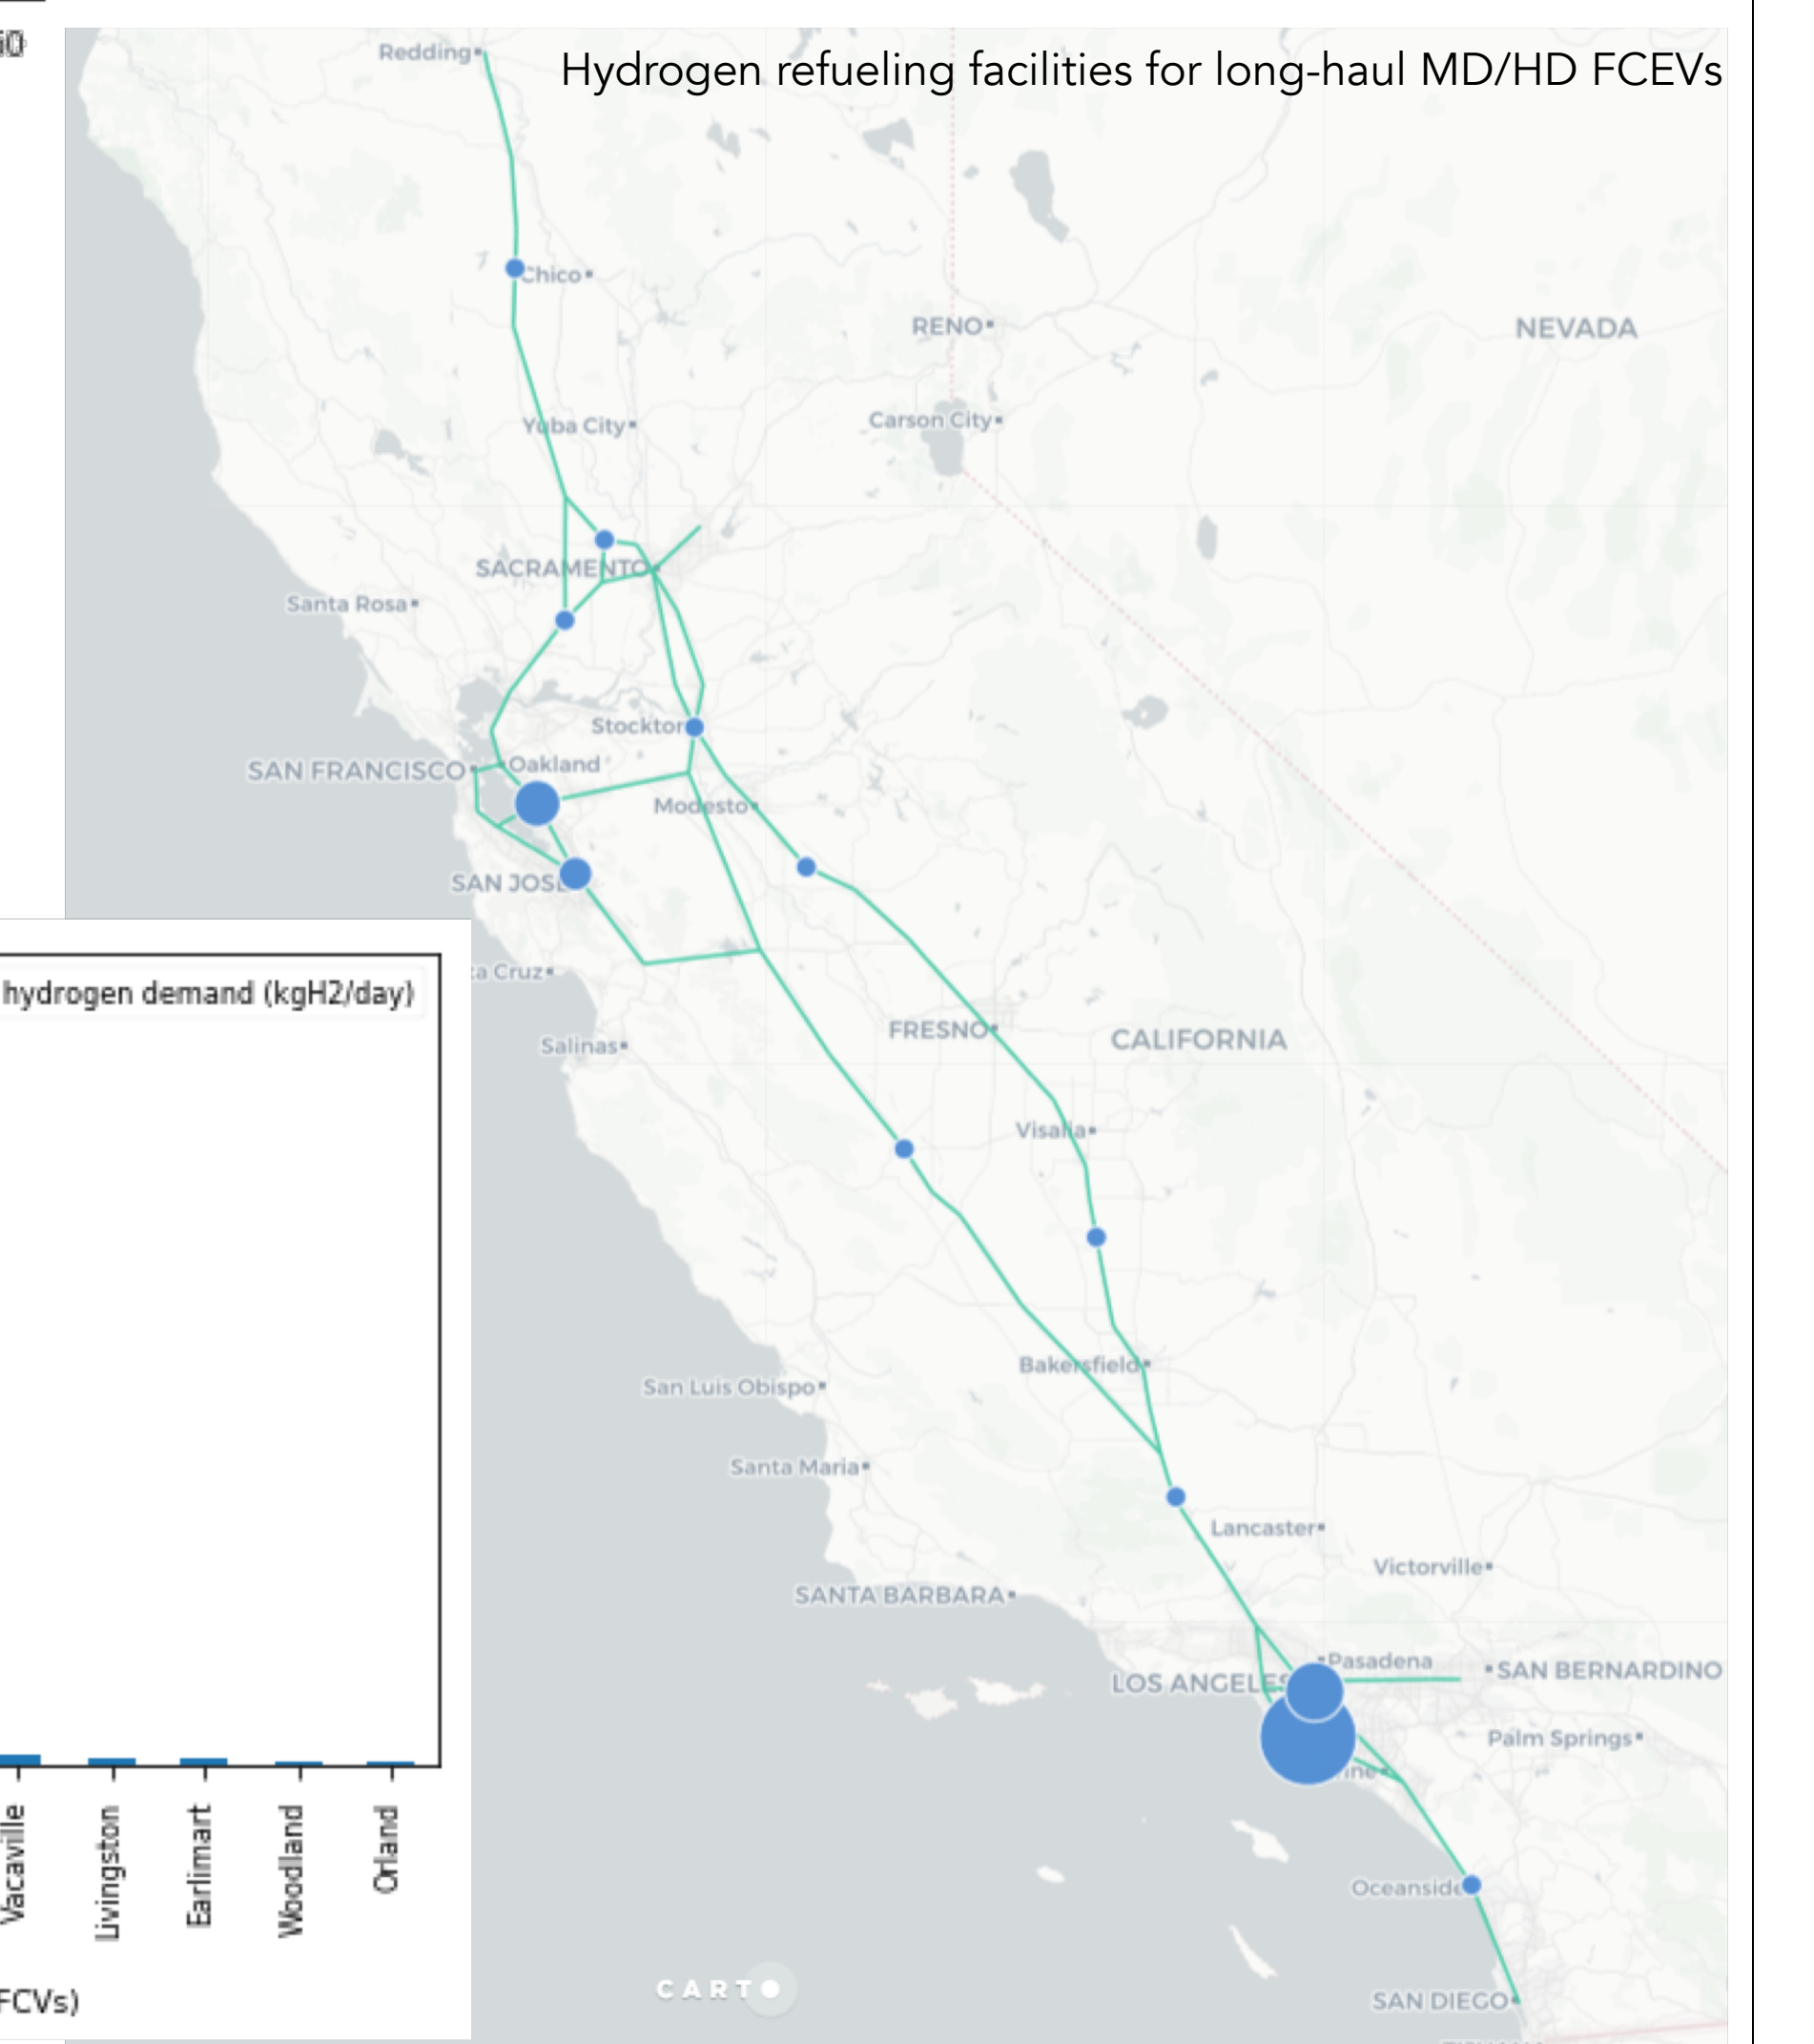 Hydrogen refueling facilities for long-haul MD/HD FCEVs
Redding
Chico
RENO
NEVADA
Carson City
Yuba City
SACRAMENTO
Santa Rosa
Stockton
Oakland
SAN FRANCISCO
Modesto
SAN JOSE
ta Cruz
hydrogen demand (kgH2/day)
FRESNO
CALIFORNIA
Salinas
Visalia
Bakersfield
San Luis Obispo
Santa Maria
Lancaster
Victorville
SANTA BARBARA
Pasadena
SAN BERNARDINO
LOS ANGELES
Palm Springs
ine
Vacaville
Livingston
Earlimart
Woodland
Orland
Oceanside
FCVs)
CARTO
SAN DIEGO